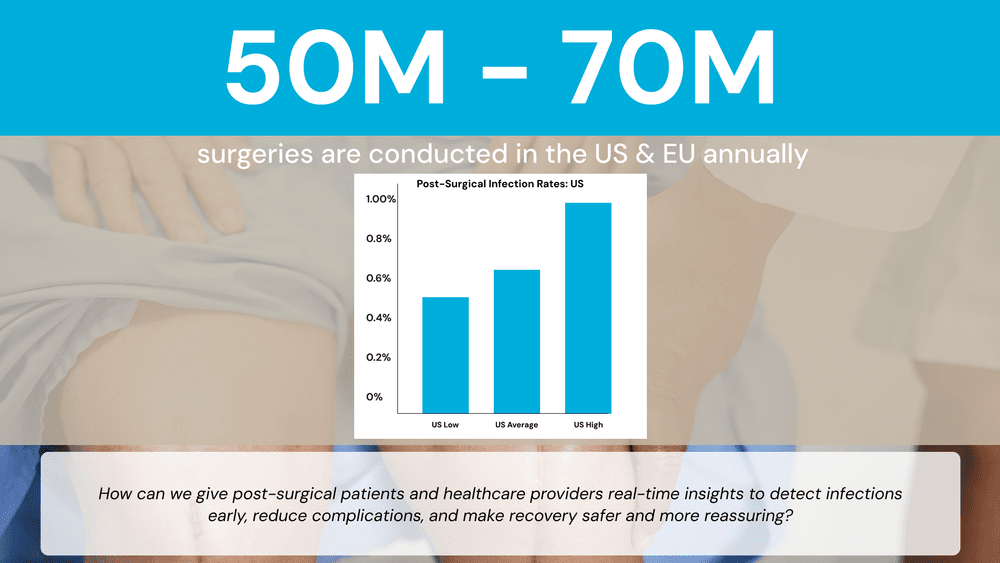 50M - 70M
surgeries are conducted in the US & EU annually
Post-Surgical Infection Rates: US
1.00%
0.8%
0.6%
0.4%
0.2%
0%
US Low
US Average
US High
How can we give post-surgical patients and healthcare providers real-time insights to detect infections
early, reduce complications, and make recovery safer and more reassuring?